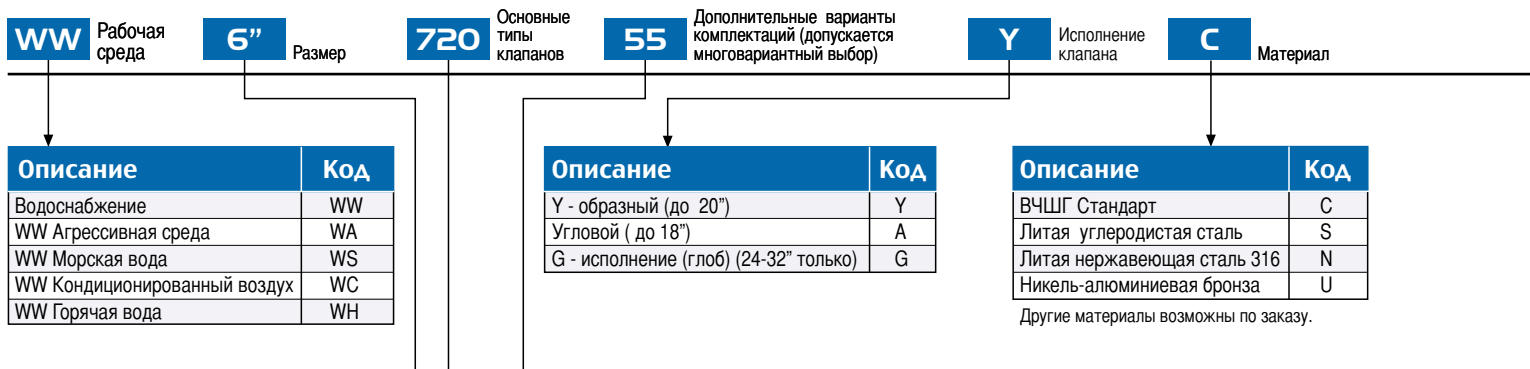 WW Рабочая
среда
6” Размер
720 Основные
типы
клапанов
55 Дополнительные варианты
комплектаций (допускается
многовариантный выбор)
Y Исполнение
клапана
C Материал
Описание Код
Водоснабжение WW
WW Агрессивная среда WA
WW Морская вода WS
WW Кондиционированный воздух WC
WW Горячая вода WH
Описание Код
Y - образный (до 20”) Y
Угловой ( до 18”) A
G - исполнение (глоб) (24-32” только) G
Описание Код
ВЧШГ Стандарт C
Литая углеродистая сталь S
Литая нержавеющая сталь 316 N
Никель-алюминиевая бронза U
Другие материалы возможны по заказу.